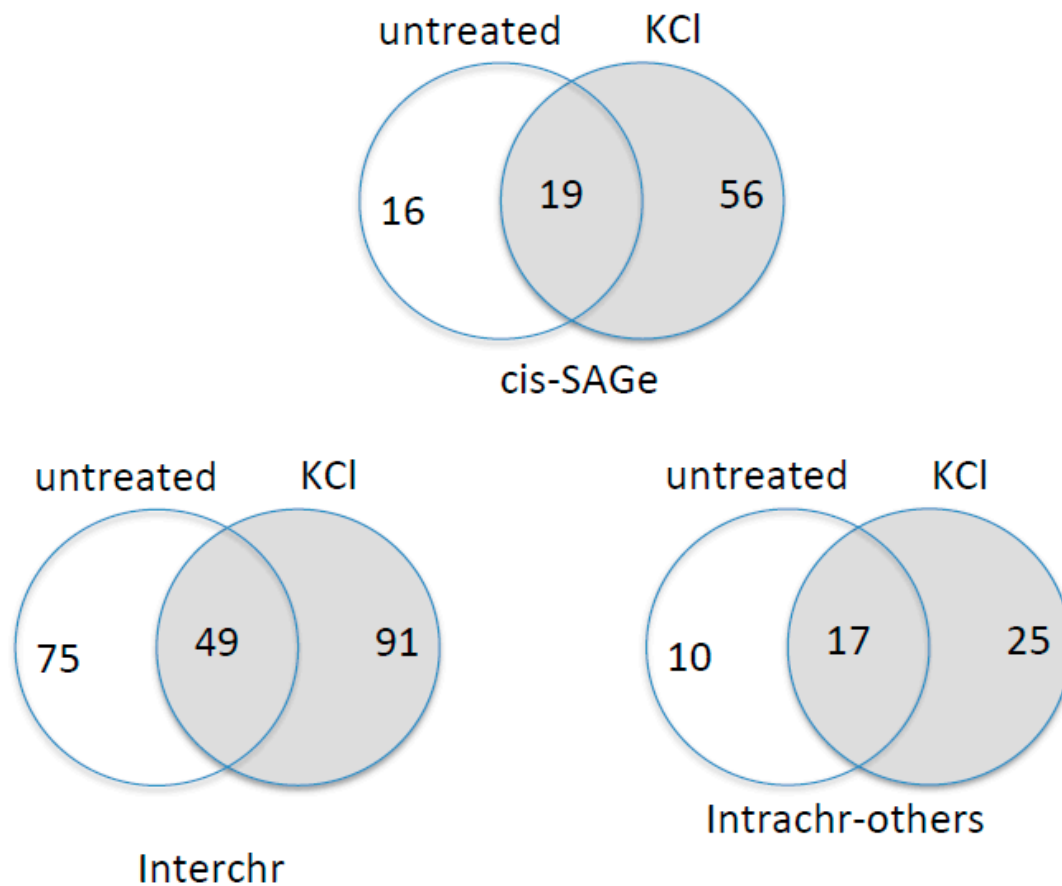 untreated KCl
16 19 56
cis-SAGe
untreated KCl
75 49 91
Interchr
untreated KCl
10 17 25
Intrachr-others